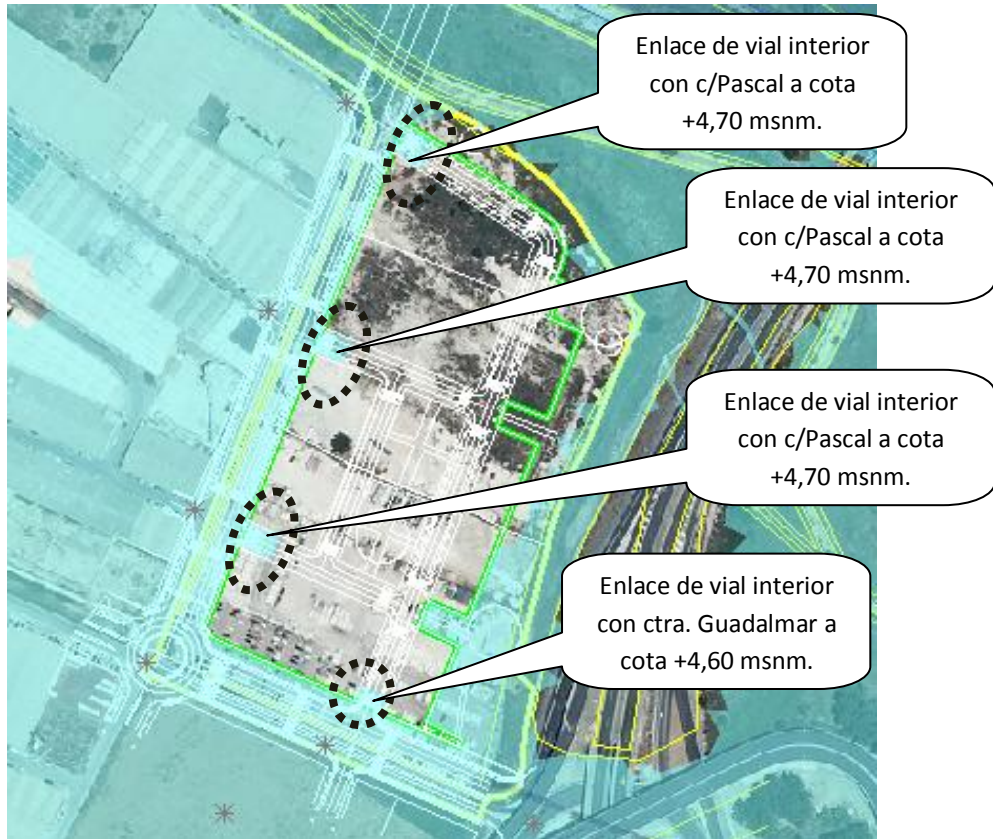 Enlace de vial interior
con c/Pascal a cota
+4,70 msnm.
Enlace de vial interior
con c/Pascal a cota
+4,70 msnm.
Enlace de vial interior
con c/Pascal a cota
+4,70 msnm.
Enlace de vial interior
con ctra. Guadalmar a
cota +4,60 msnm.